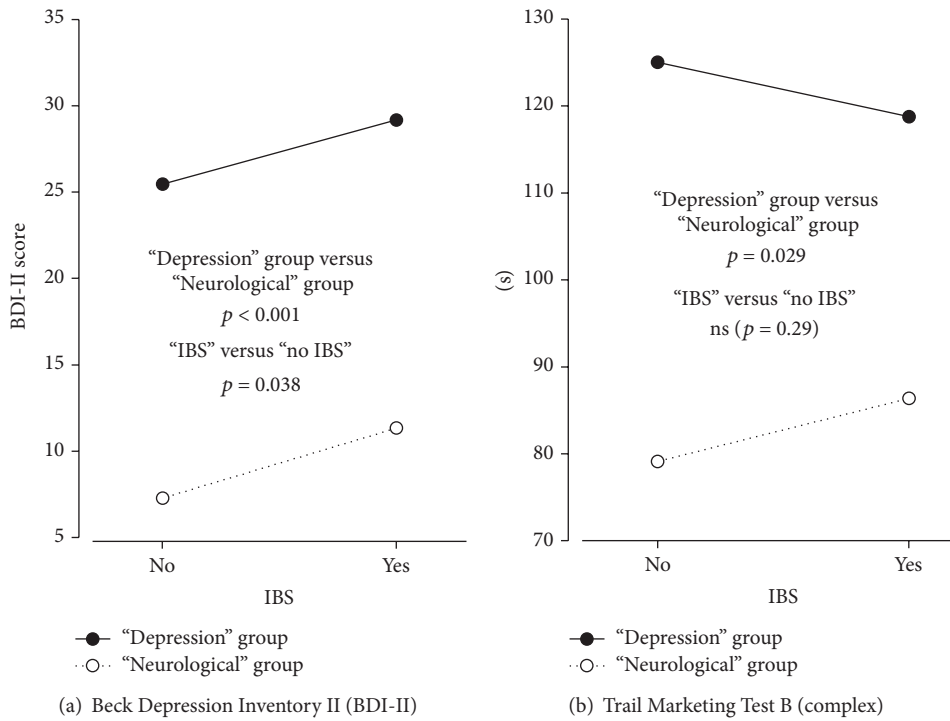 35
30
25
20
15
10
5
BDI-II score
“Depression” group versus
“Neurological” group
p < 0.001
“IBS” versus “no IBS”
p = 0.038
No
Yes
IBS
“Depression” group
“Neurological” group
(a) Beck Depression Inventory II (BDI-II)
130
120
110
100
90
80
70
(s)
“Depression” group versus
“Neurological” group
p = 0.029
“IBS” versus “no IBS”
ns (p = 0.29)
No
Yes
IBS
“Depression” group
“Neurological” group
(b) Trail Marketing Test B (complex)